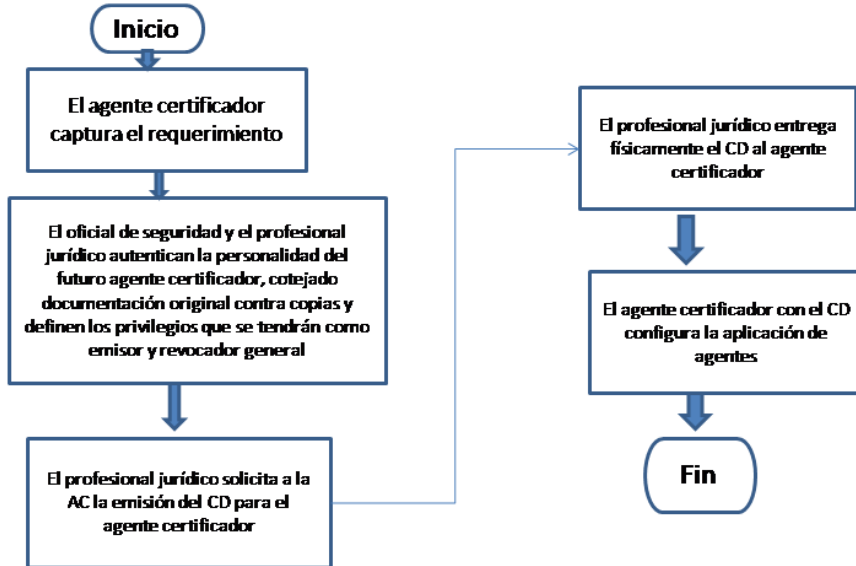 Inicio
El agente certificador
captura el requerimiento
El oficial de seguridad y el profesional
jurídico autentican la personalidad del
futuro agente certificador, cotejado
documentación original contra copias y
definen los privilegios que se tendrán como
emisor y revocador general
El profesional jurídico solicita a la
AC la emisión del CD para el
agente certificador
El profesional jurídico entrega
físicamente el CD al agente
certificador
El agente certificador con el CD
configura la aplicación de
agentes
Fin